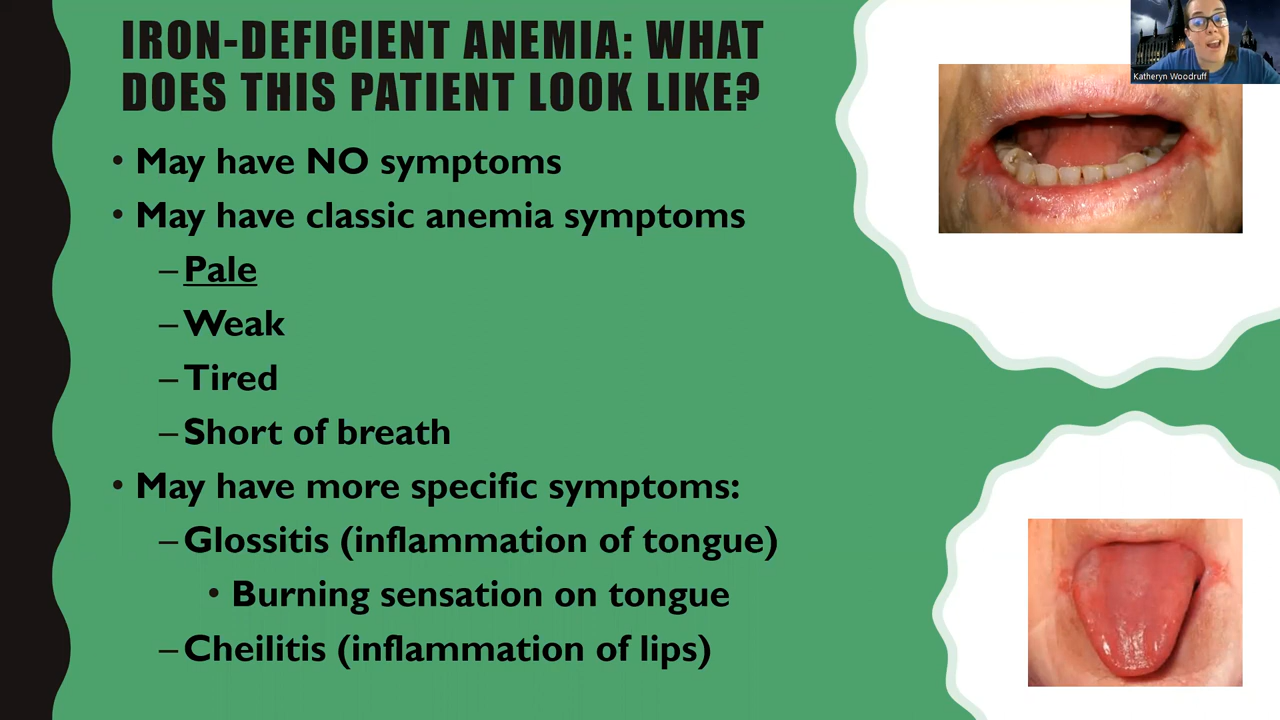 IRON-DEFICIENT ANEMIA: WHAT
DOES THIS PATIENT LOOK LIKE?
• May have NO symptoms
• May have classic anemia symptoms
– Pale
– Weak
– Tired
– Short of breath
• May have more specific symptoms:
– Glossitis (inflammation of tongue)
• Burning sensation on tongue
– Cheilitis (inflammation of lips)
Katheryn Woodruff